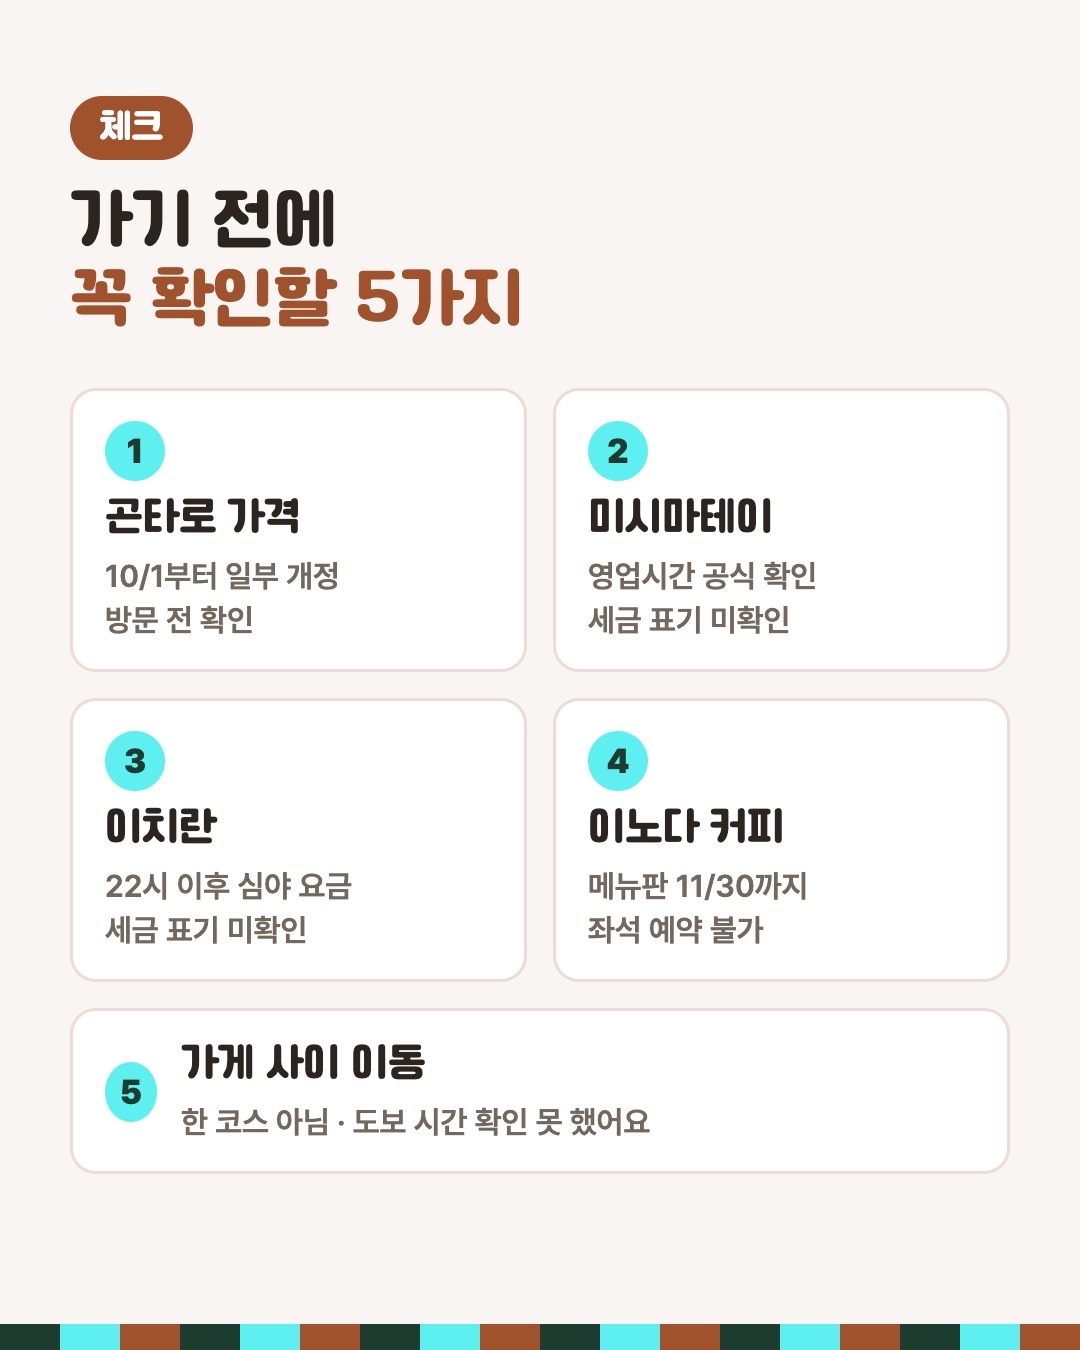 체크
가기 전에
꼭 확인할 5가지
1
곤타로 가격
10/1부터 일부 개정
방문 전 확인
2
미시마테이
영업시간 공식 확인
세금 표기 미확인
3
이치란
22시 이후 심야 요금
세금 표기 미확인
4
이노다 커피
메뉴판 11/30까지
좌석 예약 불가
5
가게 사이 이동
한 코스 아님 · 도보 시간 확인 못 했어요